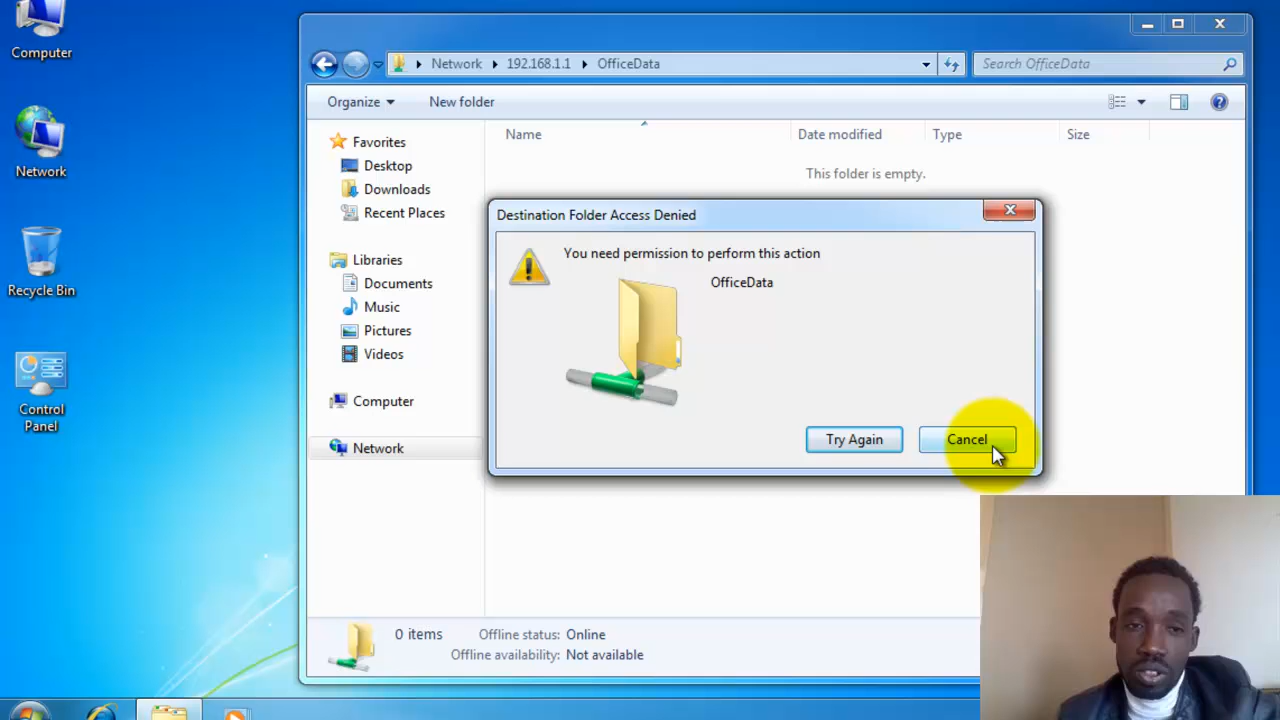 Computer
Network
Recycle Bin
Control
Panel
Network 192.168.1.1 OfficeData
Search OfficeData
Organize New folder
Favorites
Desktop
Downloads
Recent Places
Libraries
Documents
Music
Pictures
Videos
Computer
Network
Name Date modified Type Size
This folder is empty.
Destination Folder Access Denied
You need permission to perform this action
OfficeData
Try Again Cancel
0 items Offline status: Online
Offline availability: Not available